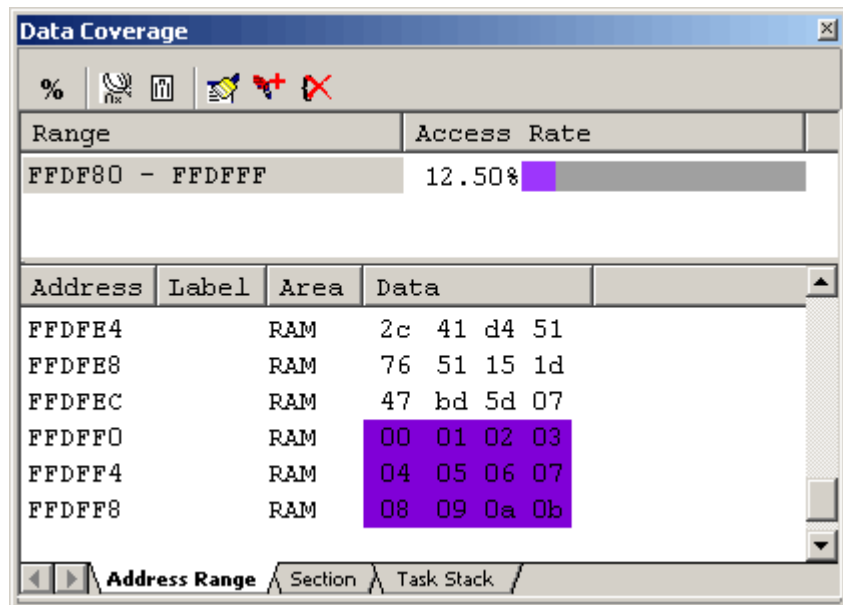 Data Coverage
%
Range Access Rate
FFDF80 - FFDFFF 12.50%
Address Label Area Data
FFDFE4 RAM 2c 41 d4 51
FFDFE8 RAM 76 51 15 1d
FFDFEC RAM 47 bd 5d 07
FFDFF0 RAM 00 01 02 03
FFDFF4 RAM 04 05 06 07
FFDFF8 RAM 08 09 0a 0b
Address Range Section Task Stack